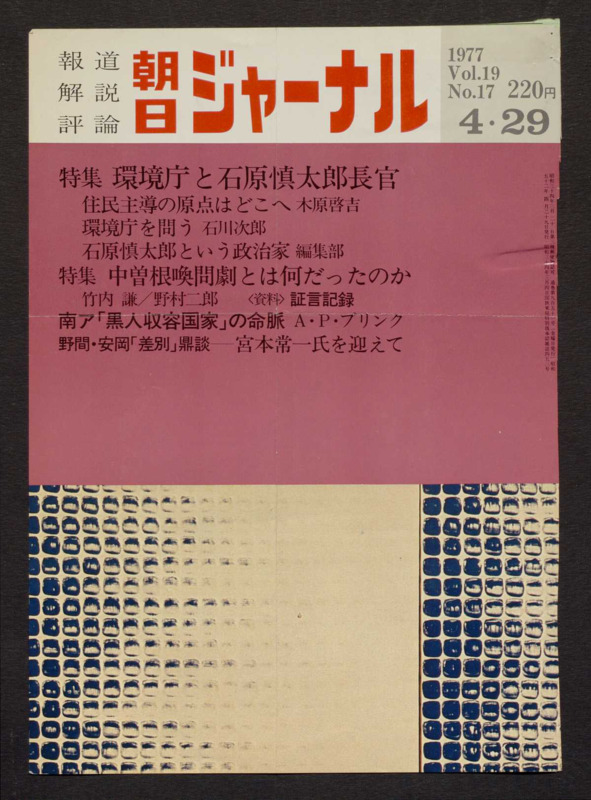 報道
解説
評論
朝日ジャーナル
1977
Vol.19
No.17 220円
4・29
特集 環境庁と石原慎太郎長官
住民主導の原点はどこへ 木原啓吉
環境庁を問う 石川次郎
石原慎太郎という政治家 編集部
特集 中曽根喚問劇とは何だったのか
竹内 謙／野村二郎 〈資料〉証言記録
南ア「黒人収容国家」の命脈 A・P・ブリンク
野間・安岡「差別」鼎談──宮本常一氏を迎えて